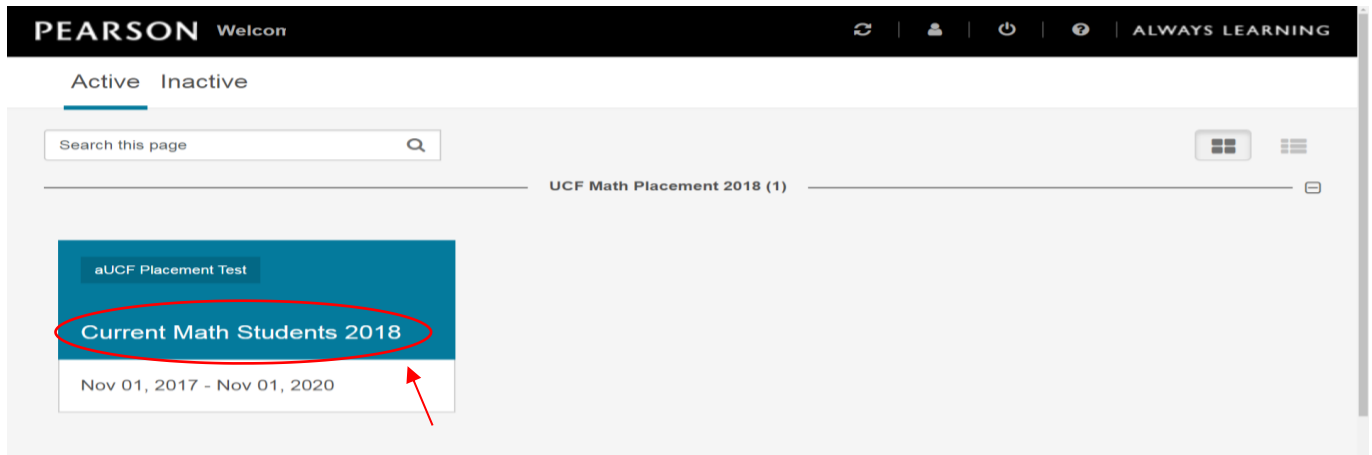 PEARSON Welcom ALWAYS LEARNING
Active Inactive
Search this page
UCF Math Placement 2018 (1)
aUCF Placement Test
Current Math Students 2018
Nov 01, 2017 - Nov 01, 2020